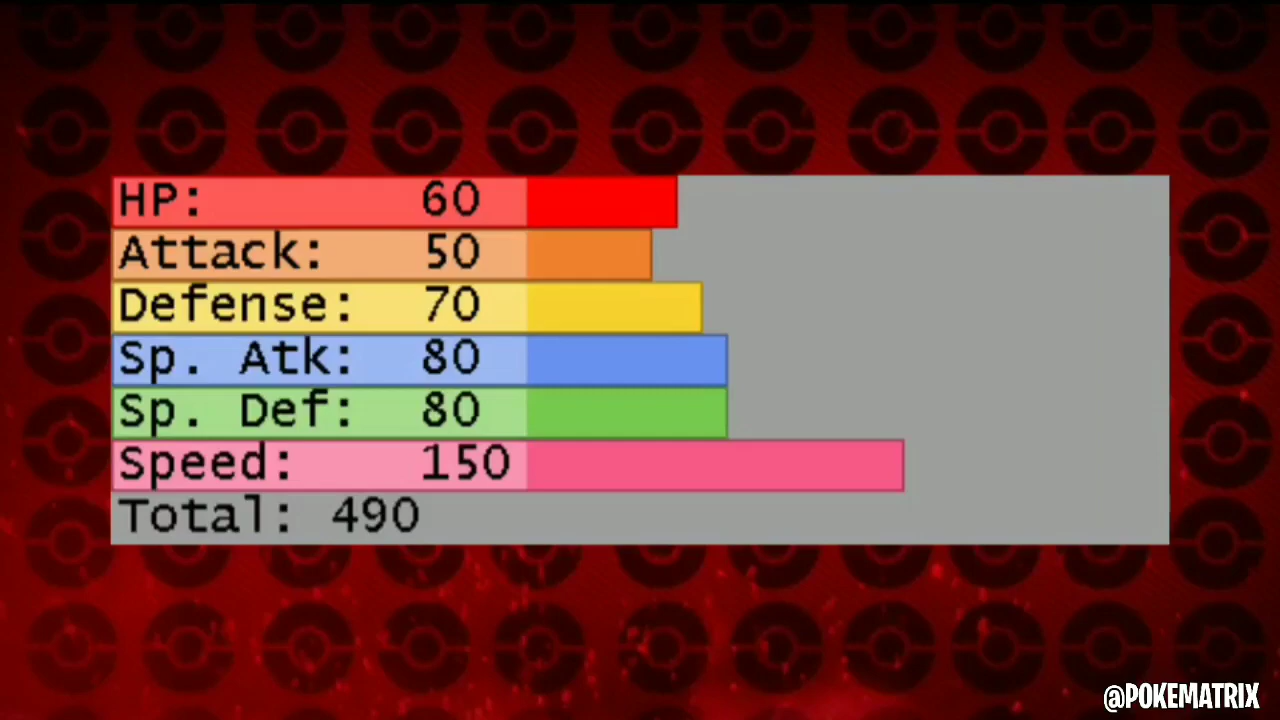 HP: 60
Attack: 50
Defense: 70
Sp. Atk: 80
Sp. Def: 80
Speed: 150
Total: 490
@POKEMATRIX